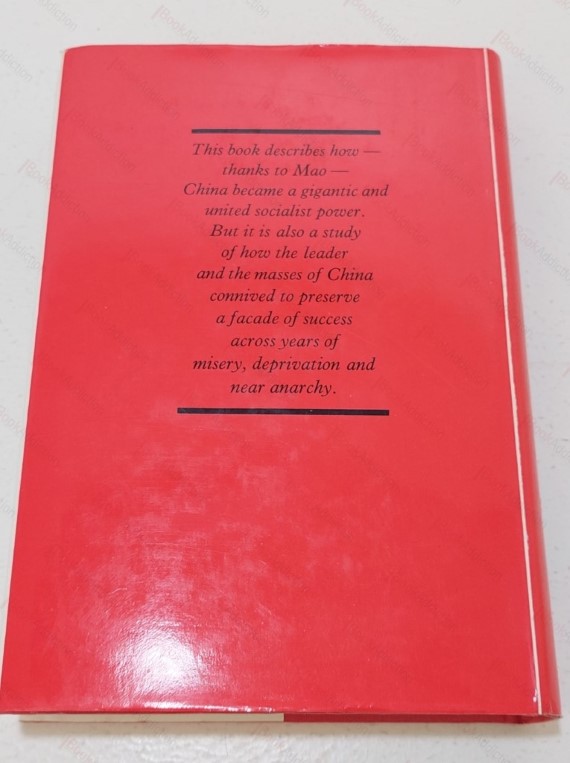 This book describes how —
thanks to Mao —
China became a gigantic and
united socialist power.
But it is also a study
of how the leader
and the masses of China
connived to preserve
a facade of success
across years of
misery, deprivation and
near anarchy.
BookAddiction